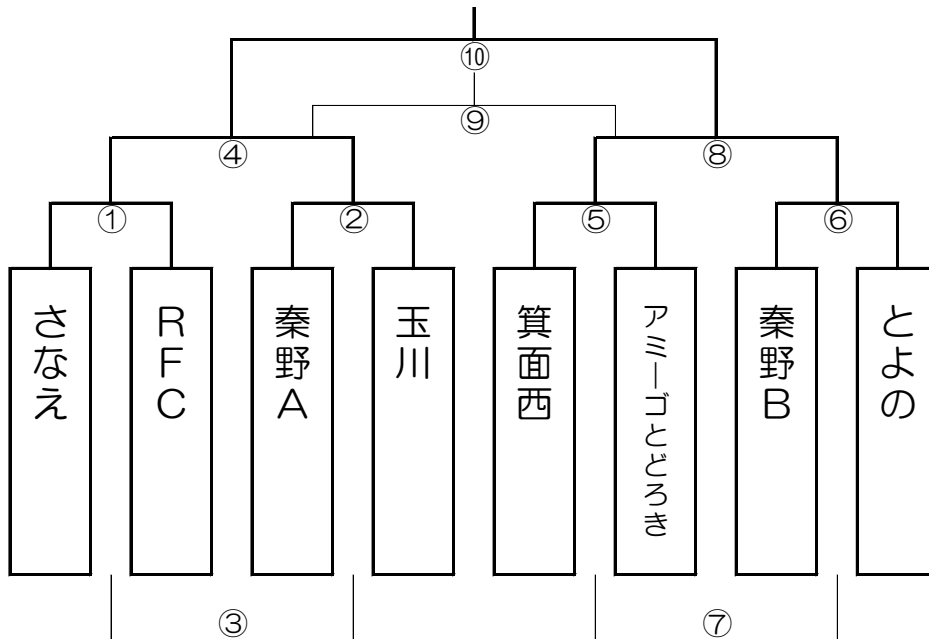 ⑩
⑨
④
⑧
①
②
⑤
⑥
さなえ
RFC
秦野A
玉川
箕面西
アミーゴとどろき
秦野B
とよの
③
⑦